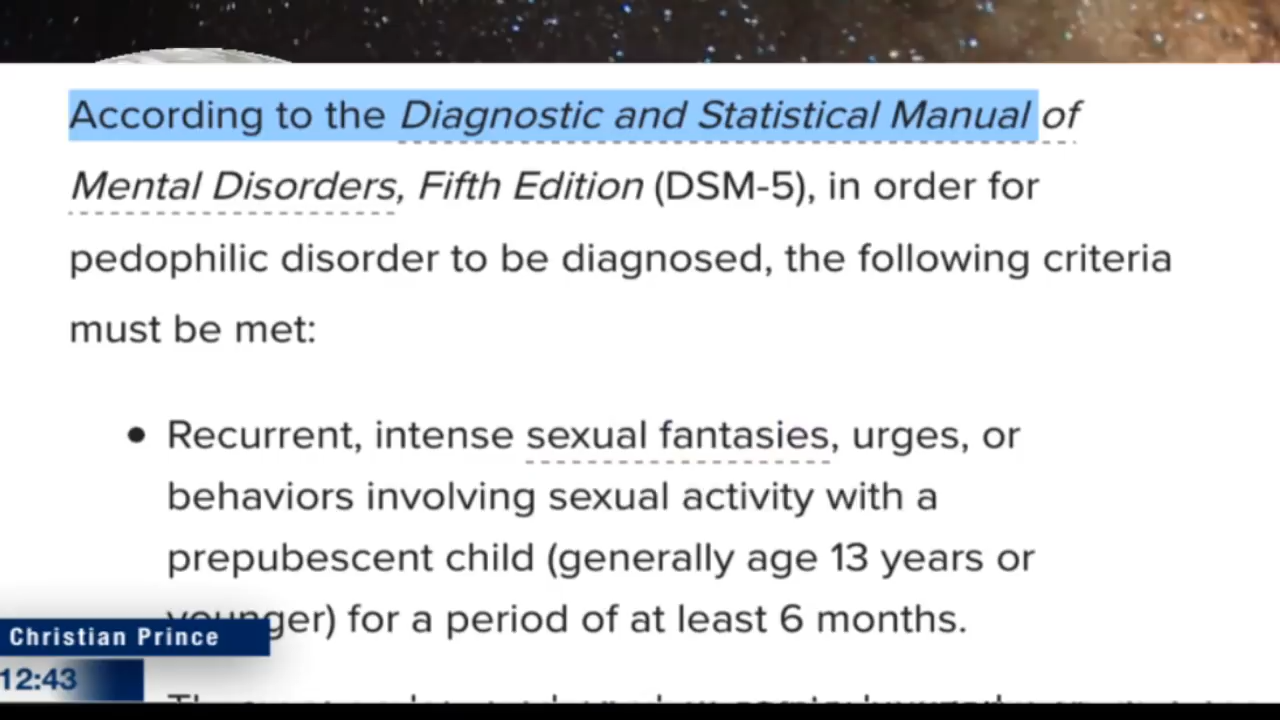 According to the Diagnostic and Statistical Manual of
Mental Disorders, Fifth Edition (DSM-5), in order for
pedophilic disorder to be diagnosed, the following criteria
must be met:
• Recurrent, intense sexual fantasies, urges, or
behaviors involving sexual activity with a
prepubescent child (generally age 13 years or
younger) for a period of at least 6 months.
Christian Prince
12:43